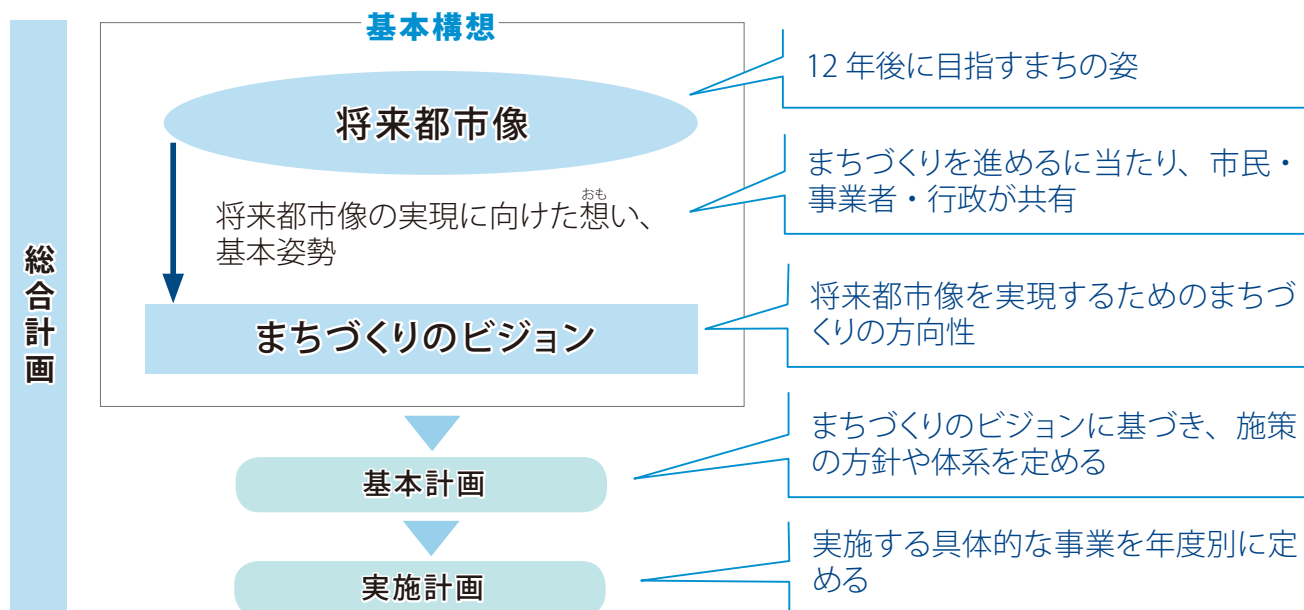 総合計画
基本構想
将来都市像
12年後に目指すまちの姿
将来都市像の実現に向けた想い、
おも
基本姿勢
まちづくりを進めるに当たり、市民・
事業者・行政が共有
まちづくりのビジョン
将来都市像を実現するためのまちづ
くりの方向性
基本計画
まちづくりのビジョンに基づき、施策
の方針や体系を定める
実施計画
実施する具体的な事業を年度別に定
める